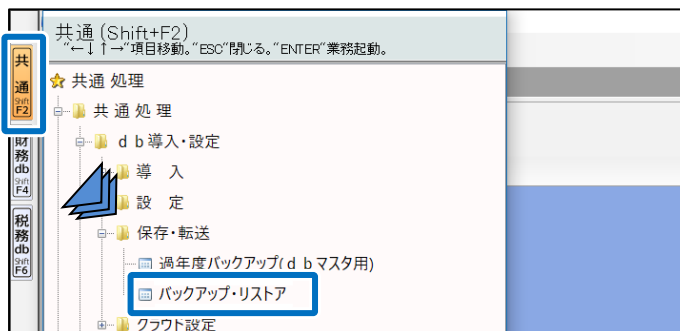 共通(Shift+F2)
"←↓↑→"項目移動。"ESC"閉じる。"ENTER"業務起動。
共
通
Shift
F2
財
務
db
Shift
F4
税
務
db
Shift
F6
共通 処理
共 通 処 理
ｄｂ導入・設定
導　入
設　定
保存・転送
過年度バックアップ(ｄｂマスタ用)
バックアップ・リストア
クラウド設定